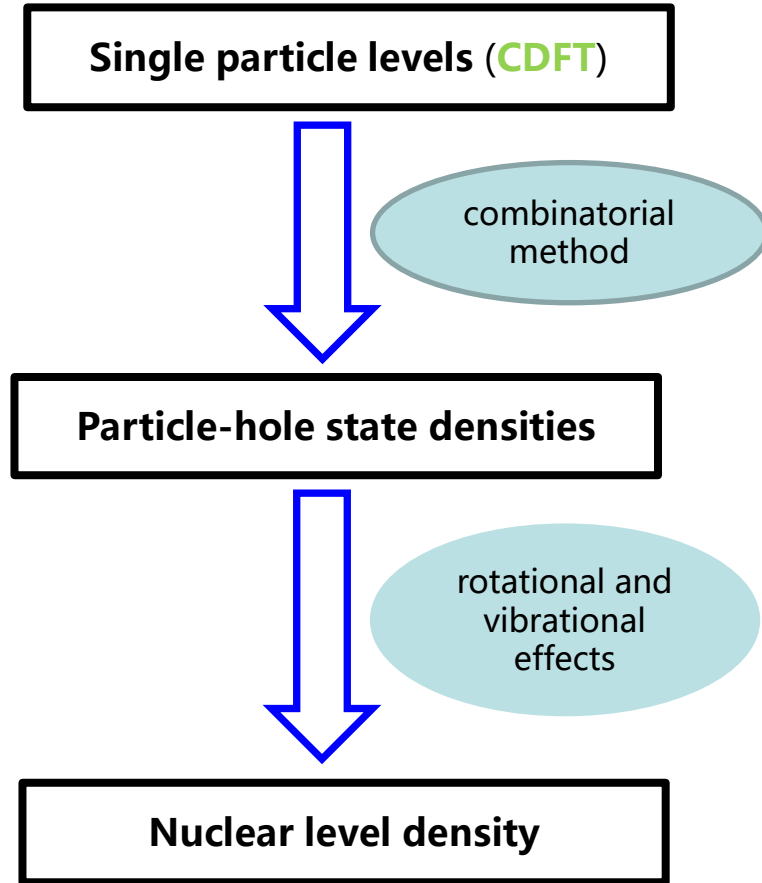 Single particle levels (CDFT)
combinatorial
method
Particle-hole state densities
rotational and
vibrational
effects
Nuclear level density